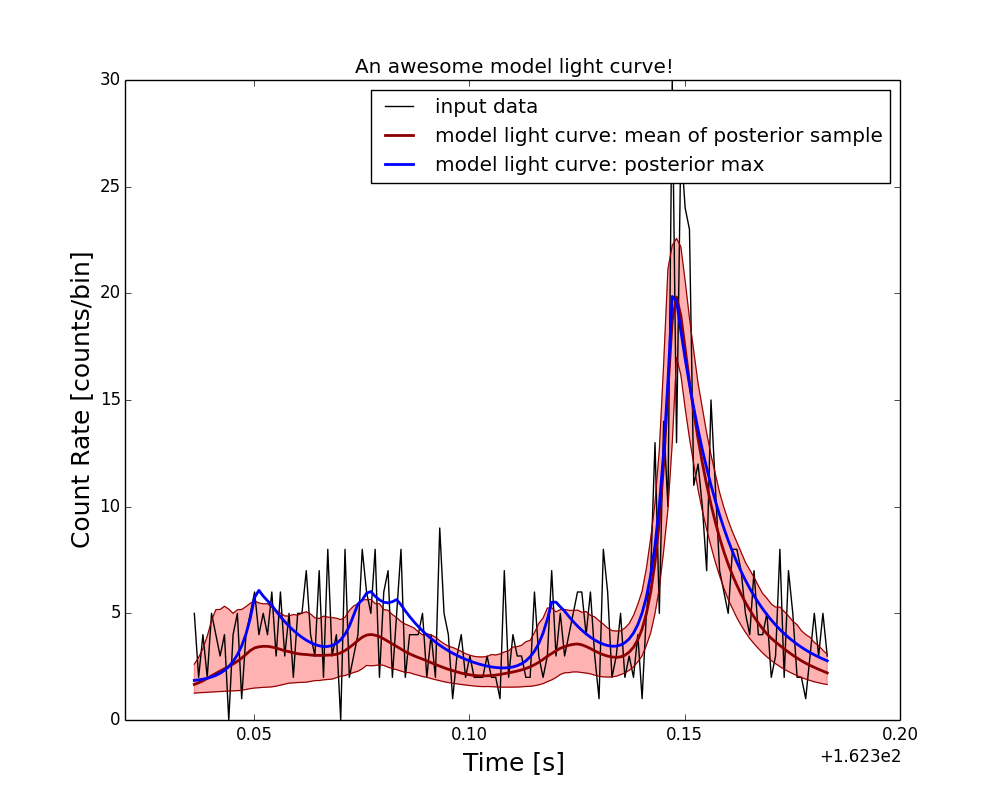 An awesome model light curve!
30
input data
model light curve: mean of posterior sample
model light curve: posterior max
25
20
15
10
5
0
Count Rate [counts/bin]
0.05 0.10 0.15 0.20
+1.623e2
Time [s]